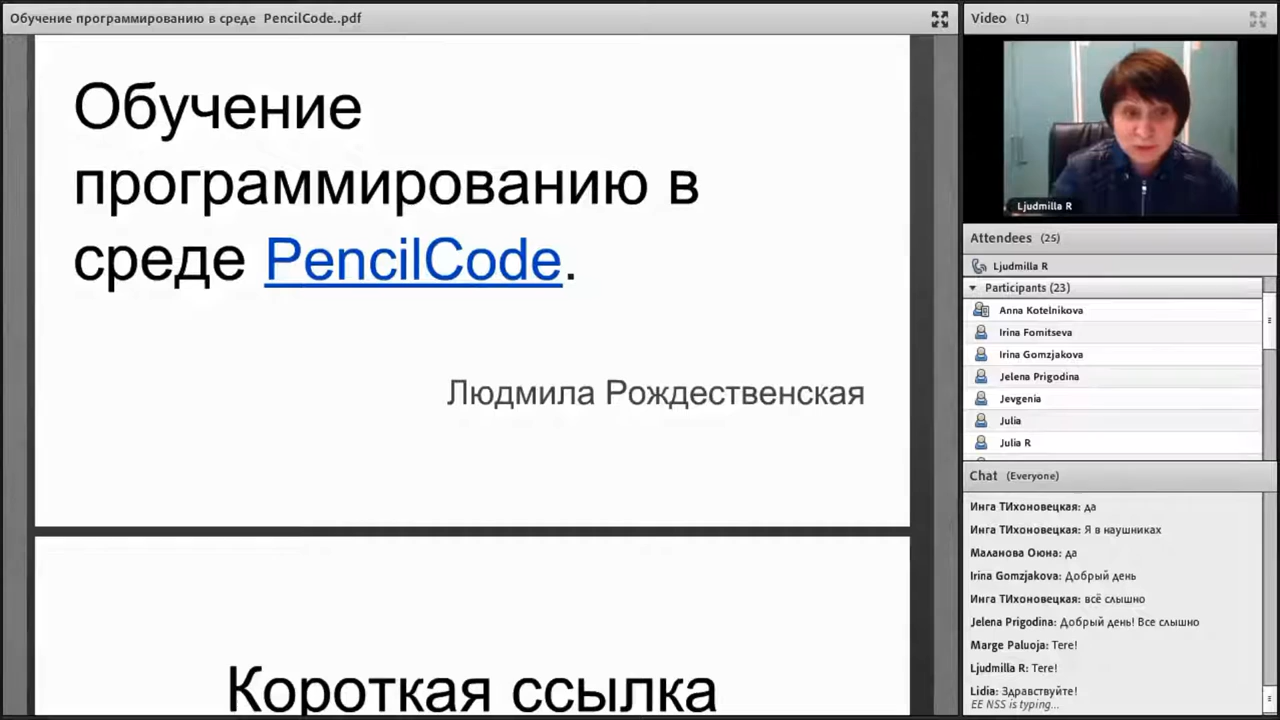 Обучение программирования в среде PencilCode..pdf
Обучение
программированию в
среде PencilCode.
Людмила Рождественская
Короткая ссылка
Video (1)
Ljudmilla R
Attendees (25)
Ljudmilla R
Participants (23)
Anna Kotelnikova
Irina Fomitseva
Irina Gomzjakova
Jelena Prigodina
Jevgenia
Julia
Julia R
Chat (Everyone)
Инга ТИхоновецкая: да
Инга ТИхоновецкая: Я в наушниках
Маланова Оюна: да
Irina Gomzjakova: Добрый день
Инга ТИхоновецкая: всё слышно
Jelena Prigodina: Добрый день! Все слышно
Marge Paluoja: Tere!
Ljudmilla R: Tere!
Lidia: Здравствуйте!
EE NSS is typing...